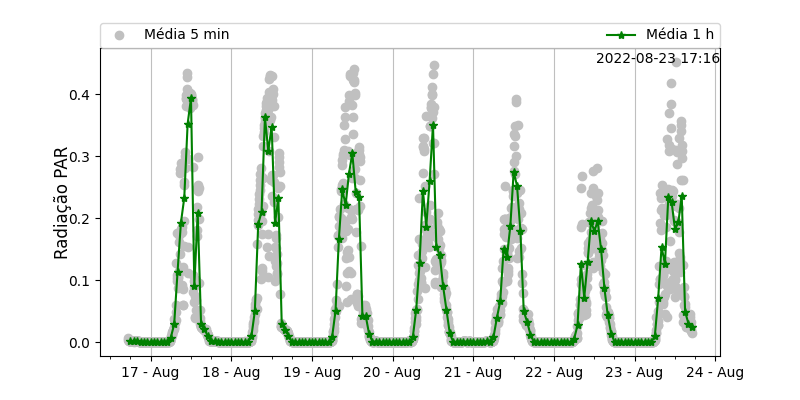 Média 5 min
Média 1 h
2022-08-23 17:16
Radiação PAR
0.4
0.3
0.2
0.1
0.0
17 - Aug
18 - Aug
19 - Aug
20 - Aug
21 - Aug
22 - Aug
23 - Aug
24 - Aug